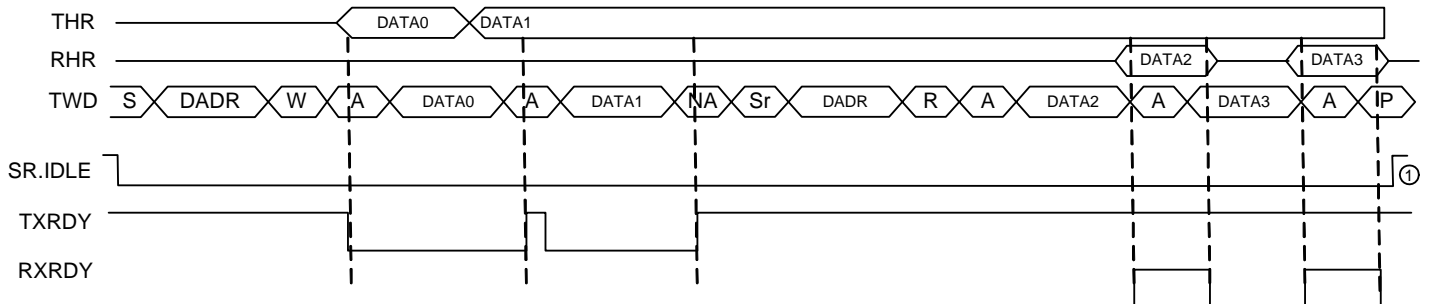 THR DATA0 DATA1
RHR DATA2 DATA3
TWD S DADR W A DATA0 A DATA1 NA Sr DADR R A DATA2 A DATA3 A P
SR.IDLE ①
TXRDY
RXRDY